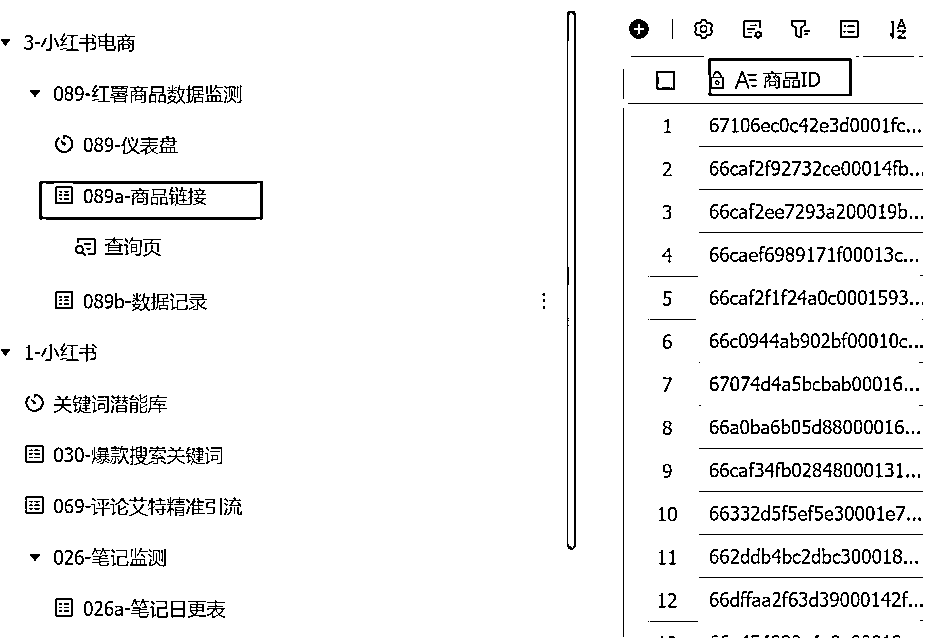 3-小红书电商
089-红薯商品数据监测
089-仪表盘
089a-商品链接
查询页
089b-数据记录
1-小红书
关键词潜能库
030-爆款搜索关键词
069-评论艾特精准引流
026-笔记监测
026a-笔记日更表
商品ID
1 67106ec0c42e3d0001fc...
2 66caf2f92732ce00014fb...
3 66caf2ee7293a200019b...
4 66caef6989171f00013c...
5 66caf2f1f24a0c0001593...
6 66c0944ab902bf00010c...
7 67074d4a5bcbab00016...
8 66a0ba6b05d88000016...
9 66caf34fb02848000131...
10 66332d5f5ef5e30001e7...
11 662ddb4bc2dbc300018...
12 66dffaa2f63d39000142f...